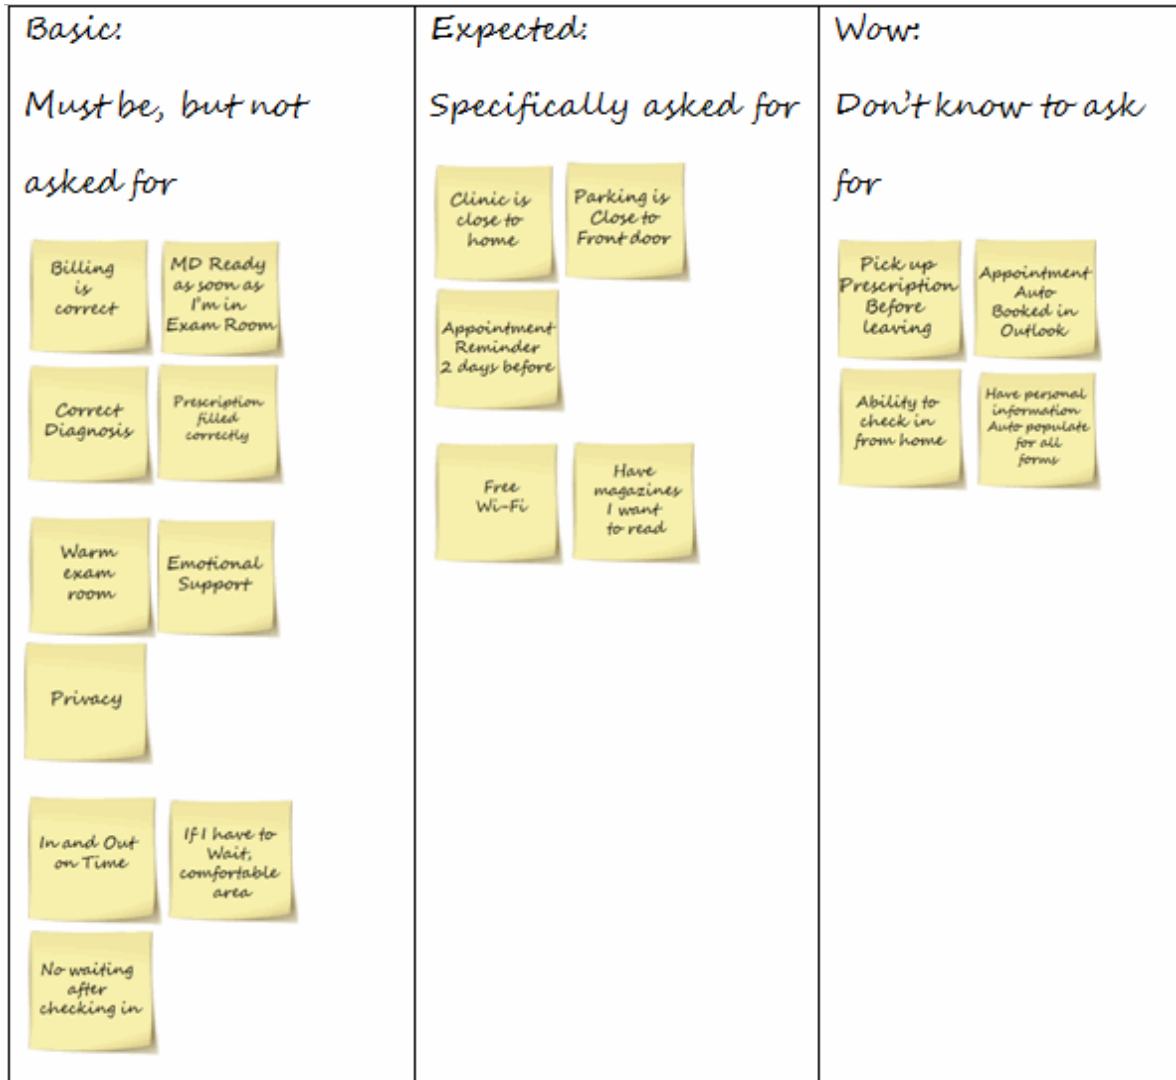 Basic:
Must be, but not
asked for
Billing
is
correct
MD Ready
as soon as
I'm in
Exam Room
Correct
Diagnosis
Prescription
filled
correctly
Warm
exam
room
Emotional
Support
Privacy
In and Out
on Time
If I have to
Wait,
comfortable
area
No waiting
after
checking in
Expected:
Specifically asked for
Clinic is
close to
home
Parking is
Close to
Front door
Appointment
Reminder
2 days before
Free
Wi-Fi
Have
magazines
I want
to read
Wow:
Don't know to ask
for
Pick up
Prescription
Before
leaving
Appointment
Auto
Booked in
Outlook
Ability to
check in
from home
Have personal
information
Auto populate
for all
forms